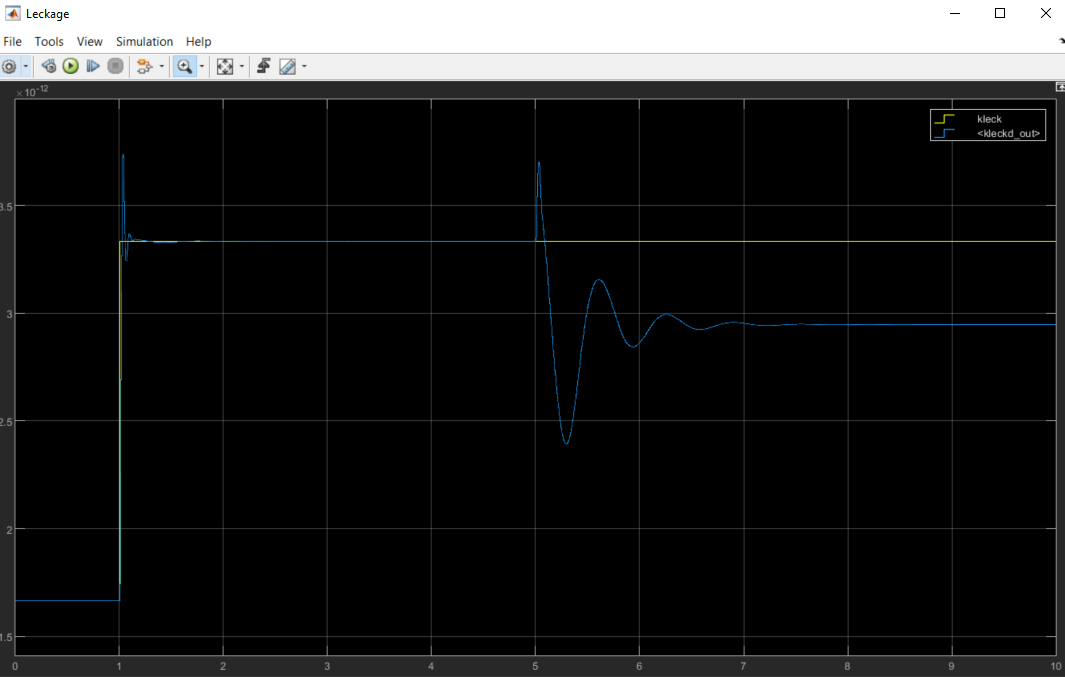 Leckage
File Tools View Simulation Help
×10⁻¹²
kleck
<kleckd_out>
3.5
3
2.5
2
1.5
0 1 2 3 4 5 6 7 8 9 10